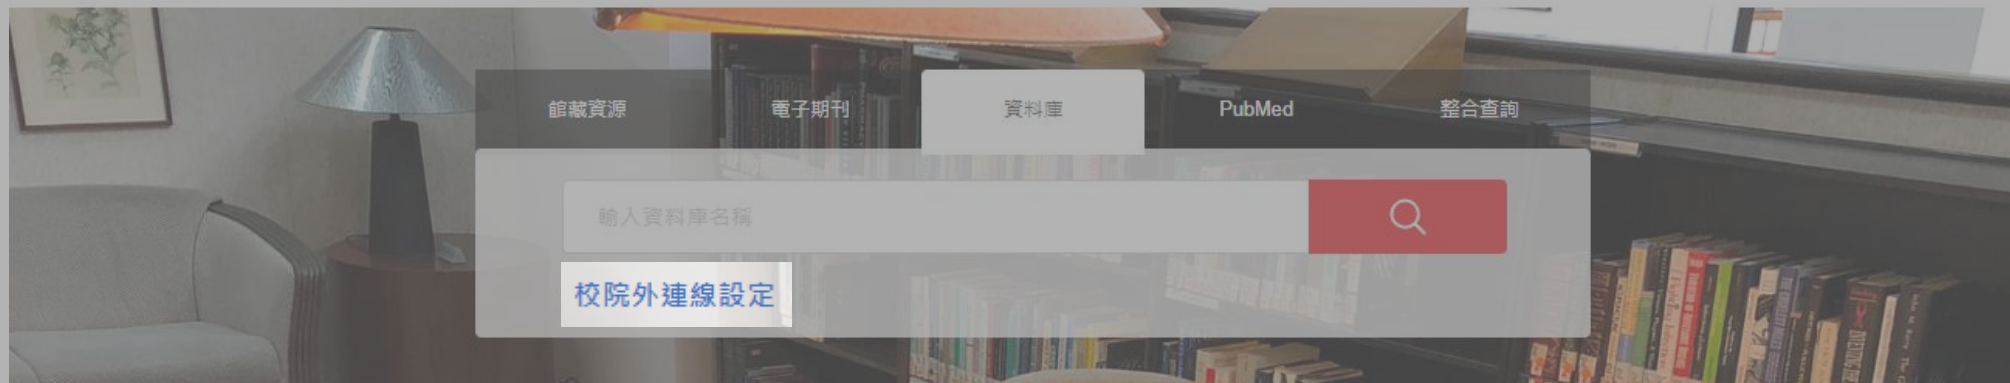 館藏資源
電子期刊
資料庫
PubMed
整合查詢
輸入資料庫名稱
校院外連線設定